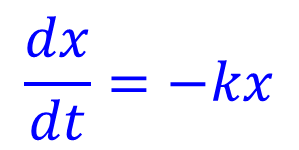 dx/dt = −kx